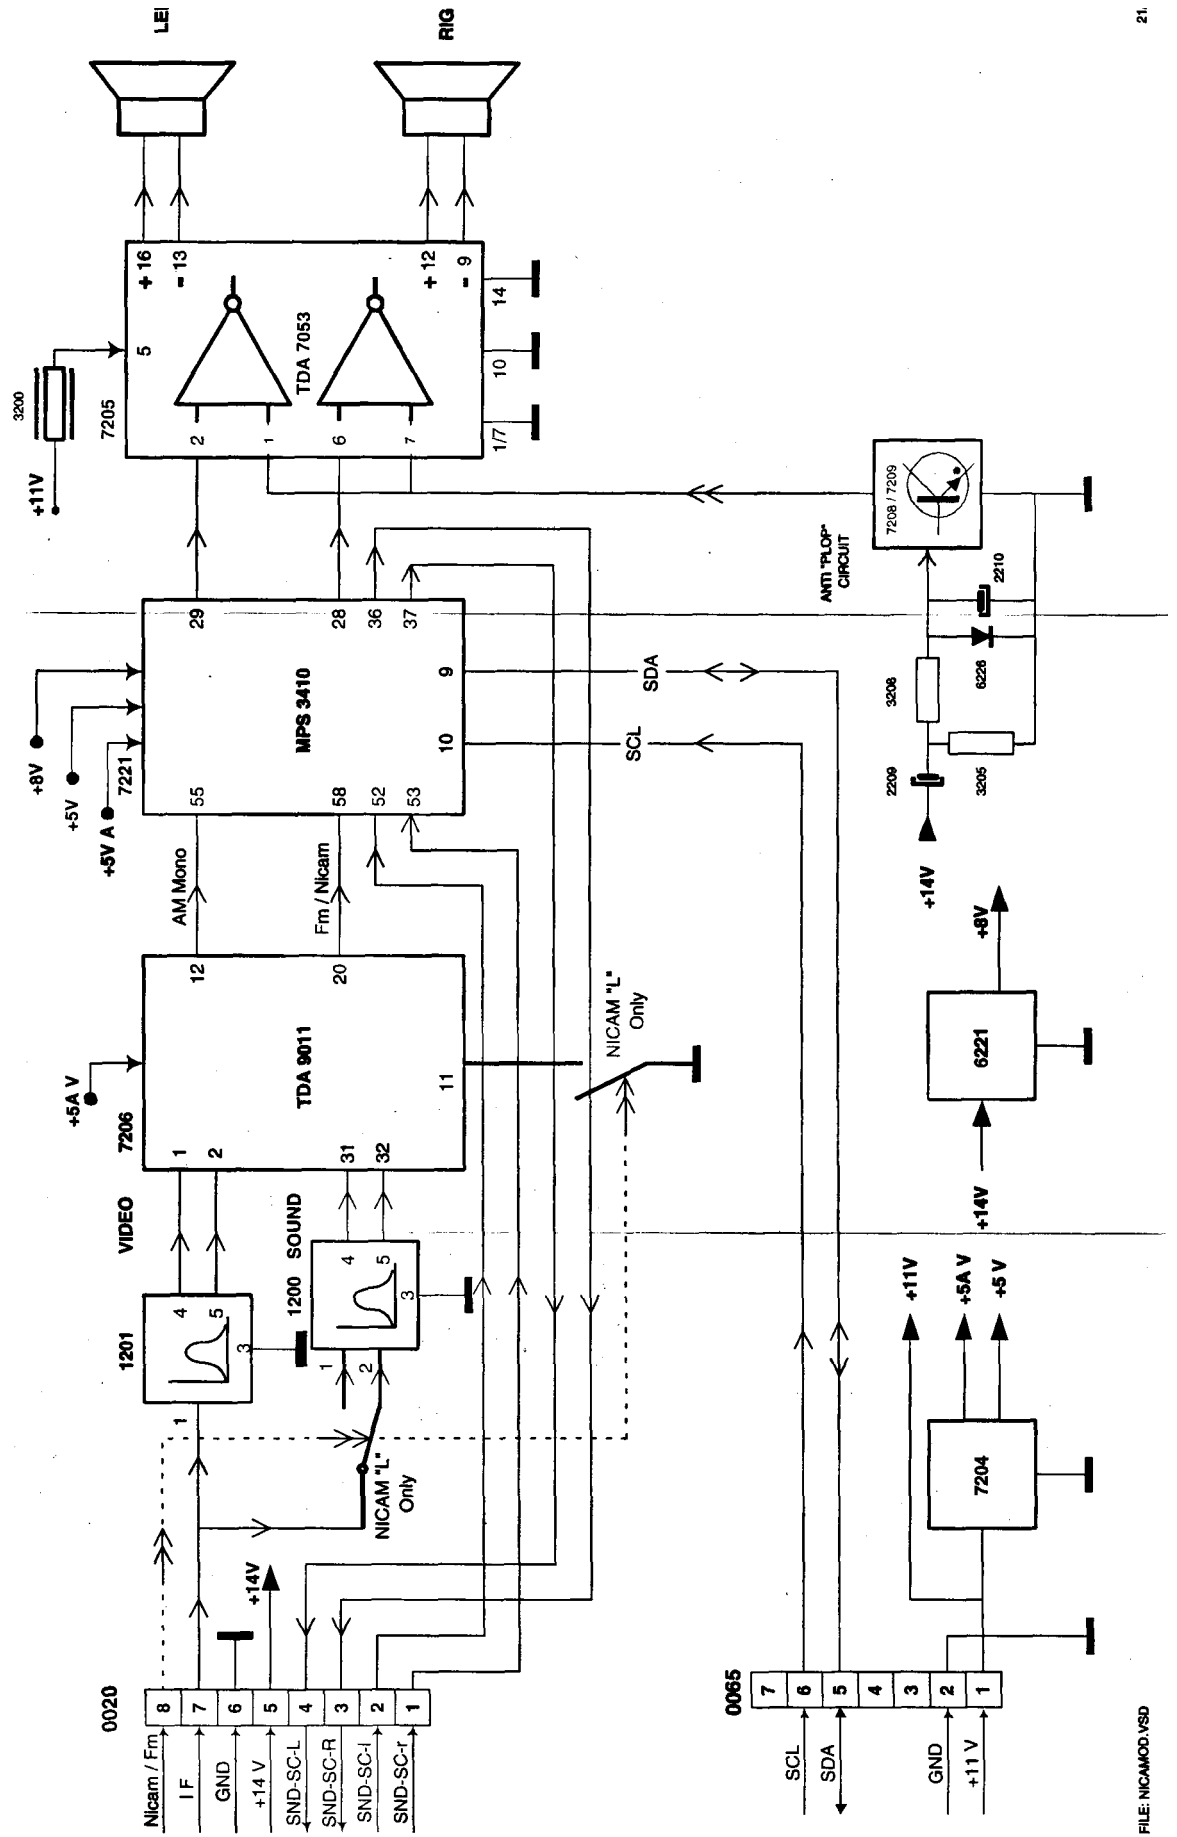 LE
RIG
21.
3200
+11V
7205
5
+ 16
- 13
2
1
TDA 7053
6
7
+ 12
- 9
1/7
10
14
+8V
+5V
+5V A
7221
29
28
36
37
MPS 3410
55
58
52
53
10
9
SDA
SCL
AM Mono
Fm / Nicam
+5A V
7206
12
20
TDA 9011
1
2
31
32
11
NICAM "L"
Only
VIDEO
SOUND
1201
4
5
3
1
1200
4
5
3
1
2
NICAM "L"
Only
+14V
0020
8
7
6
5
4
3
2
1
Nicam / Fm
I F
GND
+14 V
SND-SC-L
SND-SC-R
SND-SC-l
SND-SC-r
ANTI "PLOP"
CIRCUIT
7208 / 7209
2210
6226
3208
3205
2209
+14V
+8V
6221
+14V
+11V
+5A V
+5 V
7204
0065
7
6
5
4
3
2
1
SCL
SDA
GND
+11 V
FILE: NICAMOD.VSD